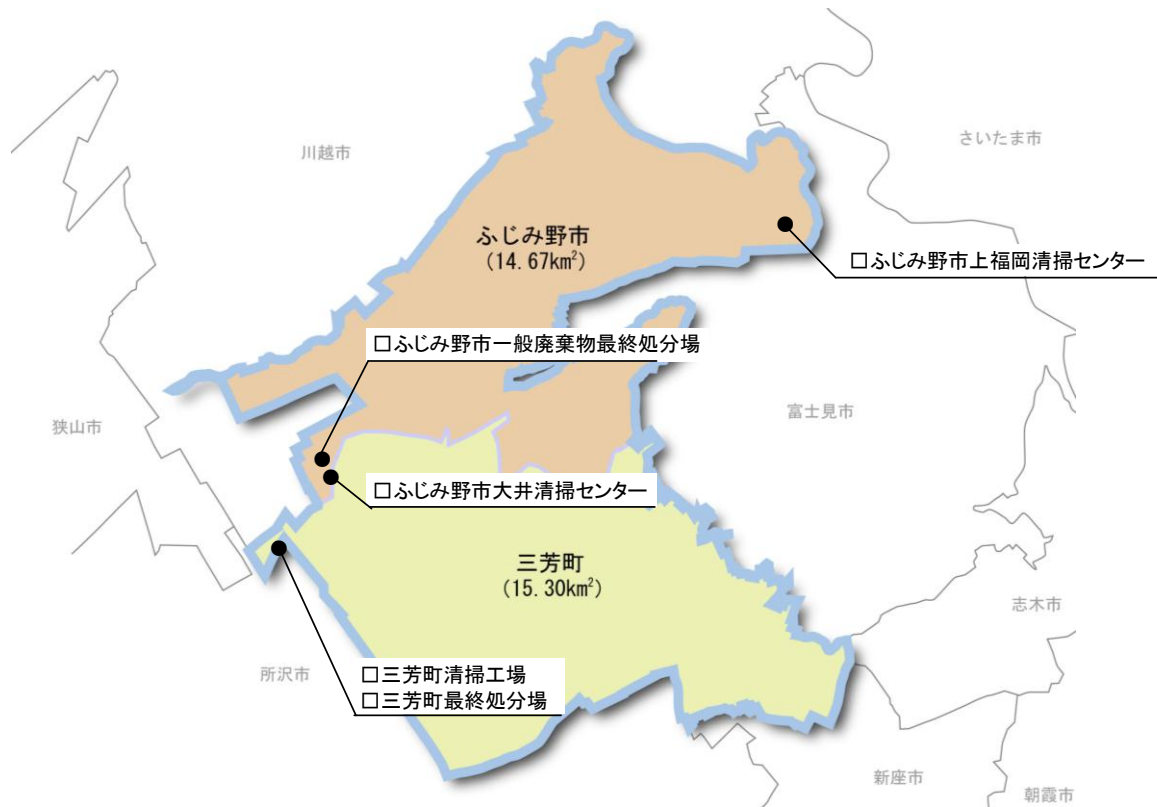 川越市
さいたま市
ふじみ野市
(14.67km²)
□ふじみ野市上福岡清掃センター
□ふじみ野市一般廃棄物最終処分場
狭山市
富士見市
□ふじみ野市大井清掃センター
三芳町
(15.30km²)
志木市
所沢市
□三芳町清掃工場
□三芳町最終処分場
新座市
朝霞市